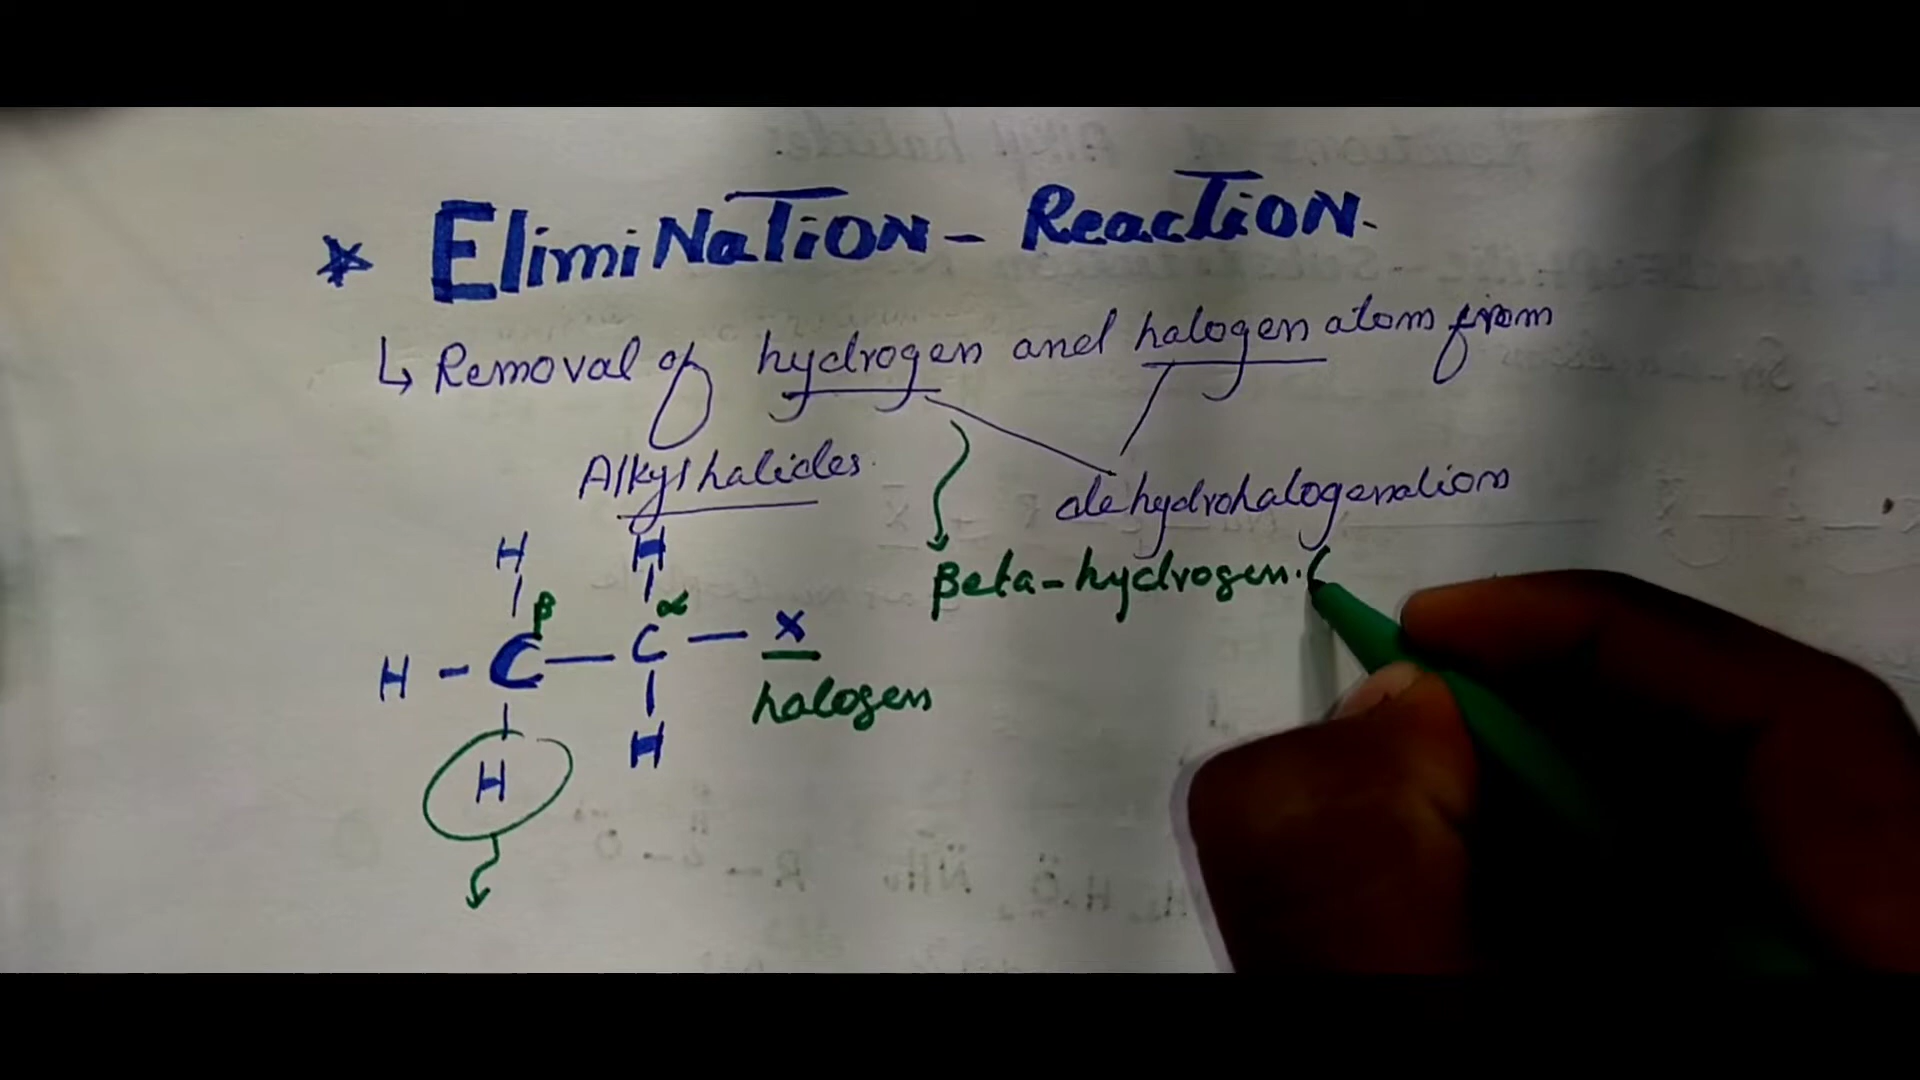 * Elimination - Reaction.
↳ Removal of hydrogen and halogen atom from
Alkyl halides.
dehydrohalogenation
Beta-hydrogen. (
H H
β α
H - C - C - X
halogen
H H